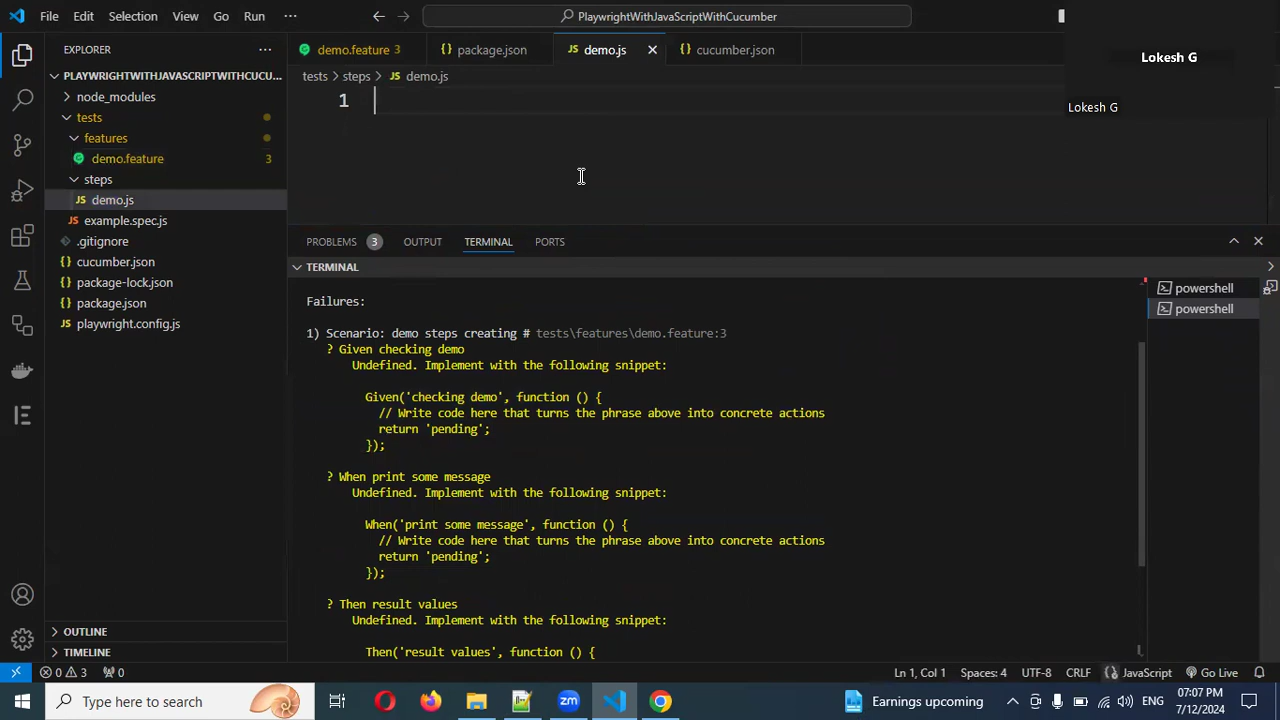 File Edit Selection View Go Run ··· PlaywrightWithJavaScriptWithCucumber
EXPLORER ···
demo.feature 3 package.json JS demo.js cucumber.json
Lokesh G
Lokesh G
PLAYWRIGHTWITHJAVASCRIPTWITHCUCU...
node_modules
tests
features
demo.feature 3
steps
JS demo.js
JS example.spec.js
.gitignore
{} cucumber.json
{} package-lock.json
{} package.json
JS playwright.config.js
OUTLINE
TIMELINE
tests > steps > JS demo.js
1
PROBLEMS 3 OUTPUT TERMINAL PORTS
TERMINAL
powershell
powershell
Failures:
1) Scenario: demo steps creating # tests\features\demo.feature:3
? Given checking demo
Undefined. Implement with the following snippet:
Given('checking demo', function () {
// Write code here that turns the phrase above into concrete actions
return 'pending';
});
? When print some message
Undefined. Implement with the following snippet:
When('print some message', function () {
// Write code here that turns the phrase above into concrete actions
return 'pending';
});
? Then result values
Undefined. Implement with the following snippet:
Then('result values', function () {
0 3 0 Ln 1, Col 1 Spaces: 4 UTF-8 CRLF JavaScript Go Live
Type here to search
zm
Earnings upcoming
ENG
07:07 PM
7/12/2024